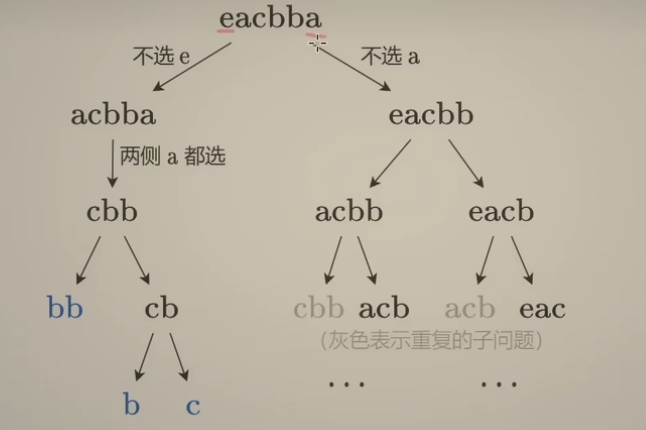 eacbba
不选 e 不选 a
acbba eacbb
两侧 a 都选
cbb acbb eacb
bb cb cbb acb acb eac
(灰色表示重复的子问题)
... ...
b c